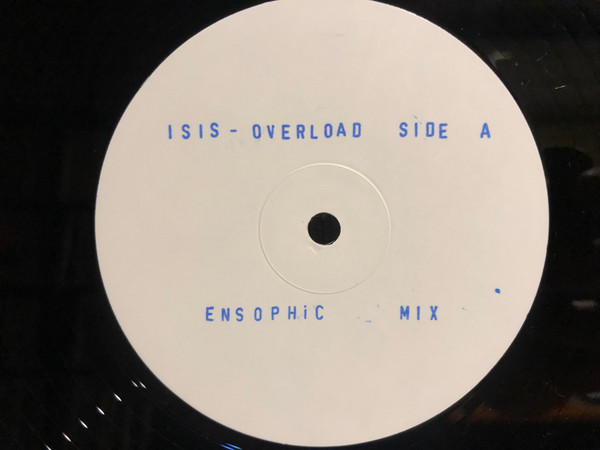 ISIS - OVERLOAD SIDE A
ENSOPHiC MIX